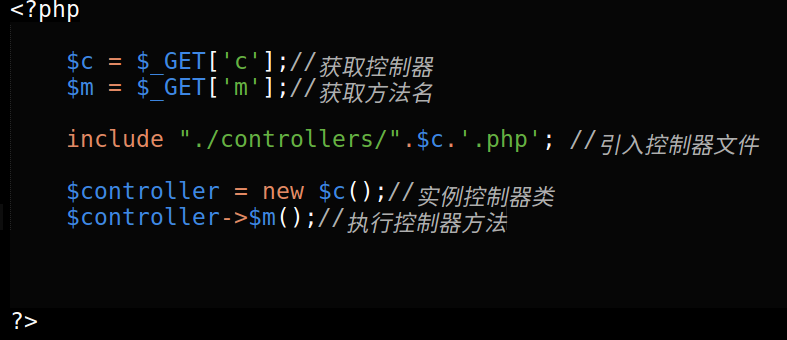 <?php
$c = $_GET['c'];//获取控制器
$m = $_GET['m'];//获取方法名
include "./controllers/".$c.'.php'; //引入控制器文件
$controller = new $c();//实例控制器类
$controller->$m();//执行控制器方法
?>